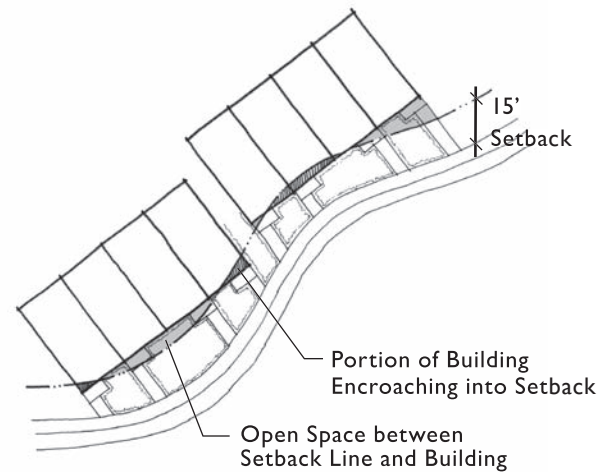 15’
Setback
Portion of Building
Encroaching into Setback
Open Space between
Setback Line and Building